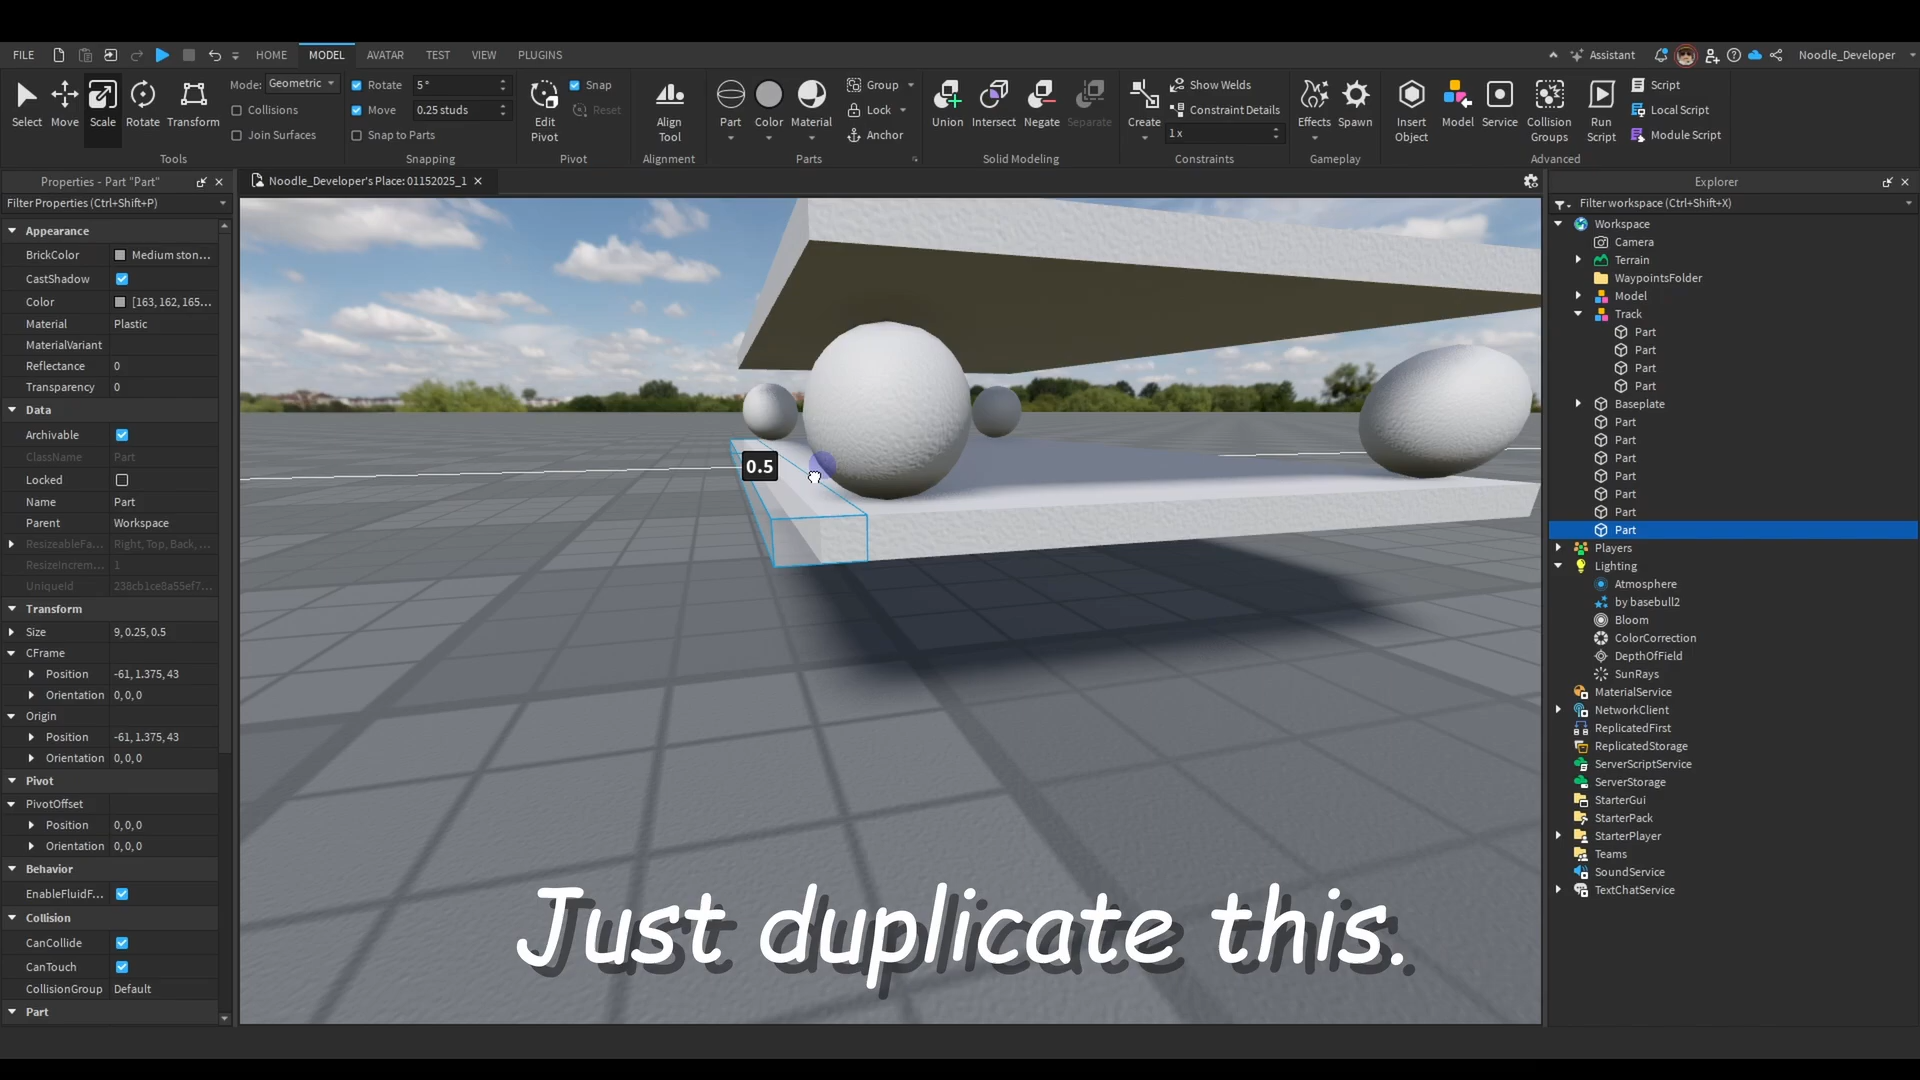 FILE HOME MODEL AVATAR TEST VIEW PLUGINS Assistant Noodle_Developer
Select Move Scale Rotate Transform
Mode: Geometric
Collisions
Join Surfaces
Tools
Rotate 5°
Move 0.25 studs
Snap to Parts
Snapping
Edit Pivot
Snap
Reset
Pivot
Align Tool
Alignment
Part Color Material
Group
Lock
Anchor
Parts
Union Intersect Negate Separate
Solid Modeling
Create
Show Welds
Constraint Details
1 x
Constraints
Effects Spawn
Gameplay
Insert Object
Model Service
Collision Groups
Run Script
Script
Local Script
Module Script
Advanced
Properties - Part "Part"
Filter Properties (Ctrl+Shift+P)
Appearance
BrickColor Medium ston...
CastShadow
Color [163, 162, 165...
Material Plastic
MaterialVariant
Reflectance 0
Transparency 0
Data
Archivable
ClassName Part
Locked
Name Part
Parent Workspace
ResizeableFa... Right, Top, Back, ...
ResizeIncrem... 1
UniqueId 238cb1ce8a55ef7...
Transform
Size 9, 0.25, 0.5
CFrame
Position -61, 1.375, 43
Orientation 0, 0, 0
Origin
Position -61, 1.375, 43
Orientation 0, 0, 0
Pivot
PivotOffset
Position 0, 0, 0
Orientation 0, 0, 0
Behavior
EnableFluidF...
Collision
CanCollide
CanTouch
CollisionGroup Default
Part
Noodle_Developer's Place: 01152025_1
0.5
Just duplicate this.
Explorer
Filter workspace (Ctrl+Shift+X)
Workspace
Camera
Terrain
WaypointsFolder
Model
Track
Part
Part
Part
Part
Baseplate
Part
Part
Part
Part
Part
Part
Part
Players
Lighting
Atmosphere
by basebull2
Bloom
ColorCorrection
DepthOfField
SunRays
MaterialService
NetworkClient
ReplicatedFirst
ReplicatedStorage
ServerScriptService
ServerStorage
StarterGui
StarterPack
StarterPlayer
Teams
SoundService
TextChatService